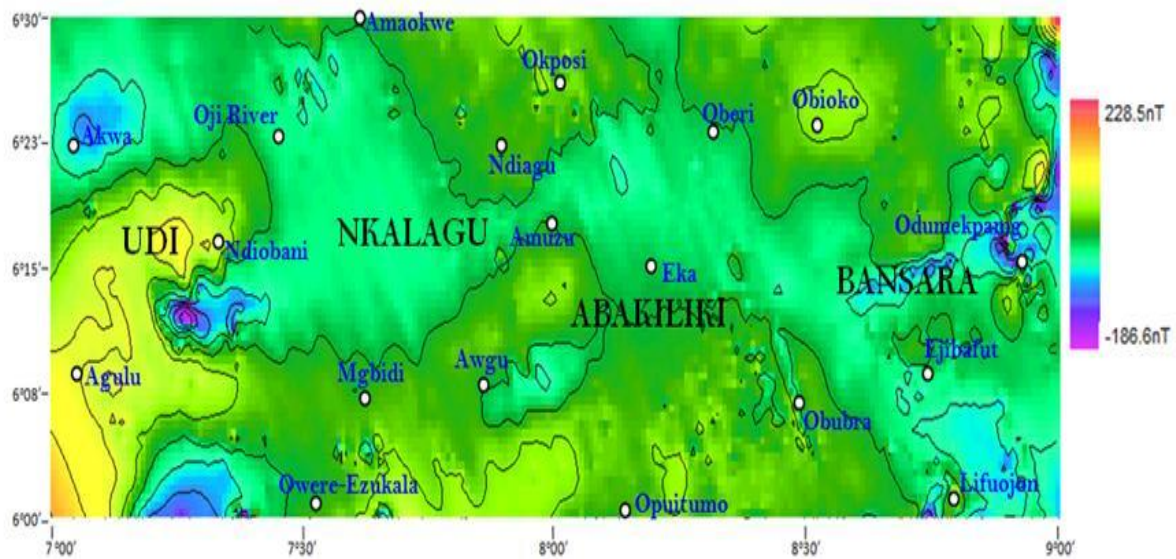 6°30'
Amaokwe
Okposi
228.5nT
Oji River
Oberi
Obioko
6°23'
Akwa
Ndiagu
UDI
Ndiobani
NKALAGU
Amuzu
Odumekpang
6°15'
Eka
BANSARA
ABAKILIKI
-186.6nT
Agulu
Mgbidi
Awgu
Ejibafut
6°08'
Obubra
Owere-Ezukala
Opuitumo
Lifuojon
6°00'
7°00'
7°30'
8°00'
8°30'
9°00'